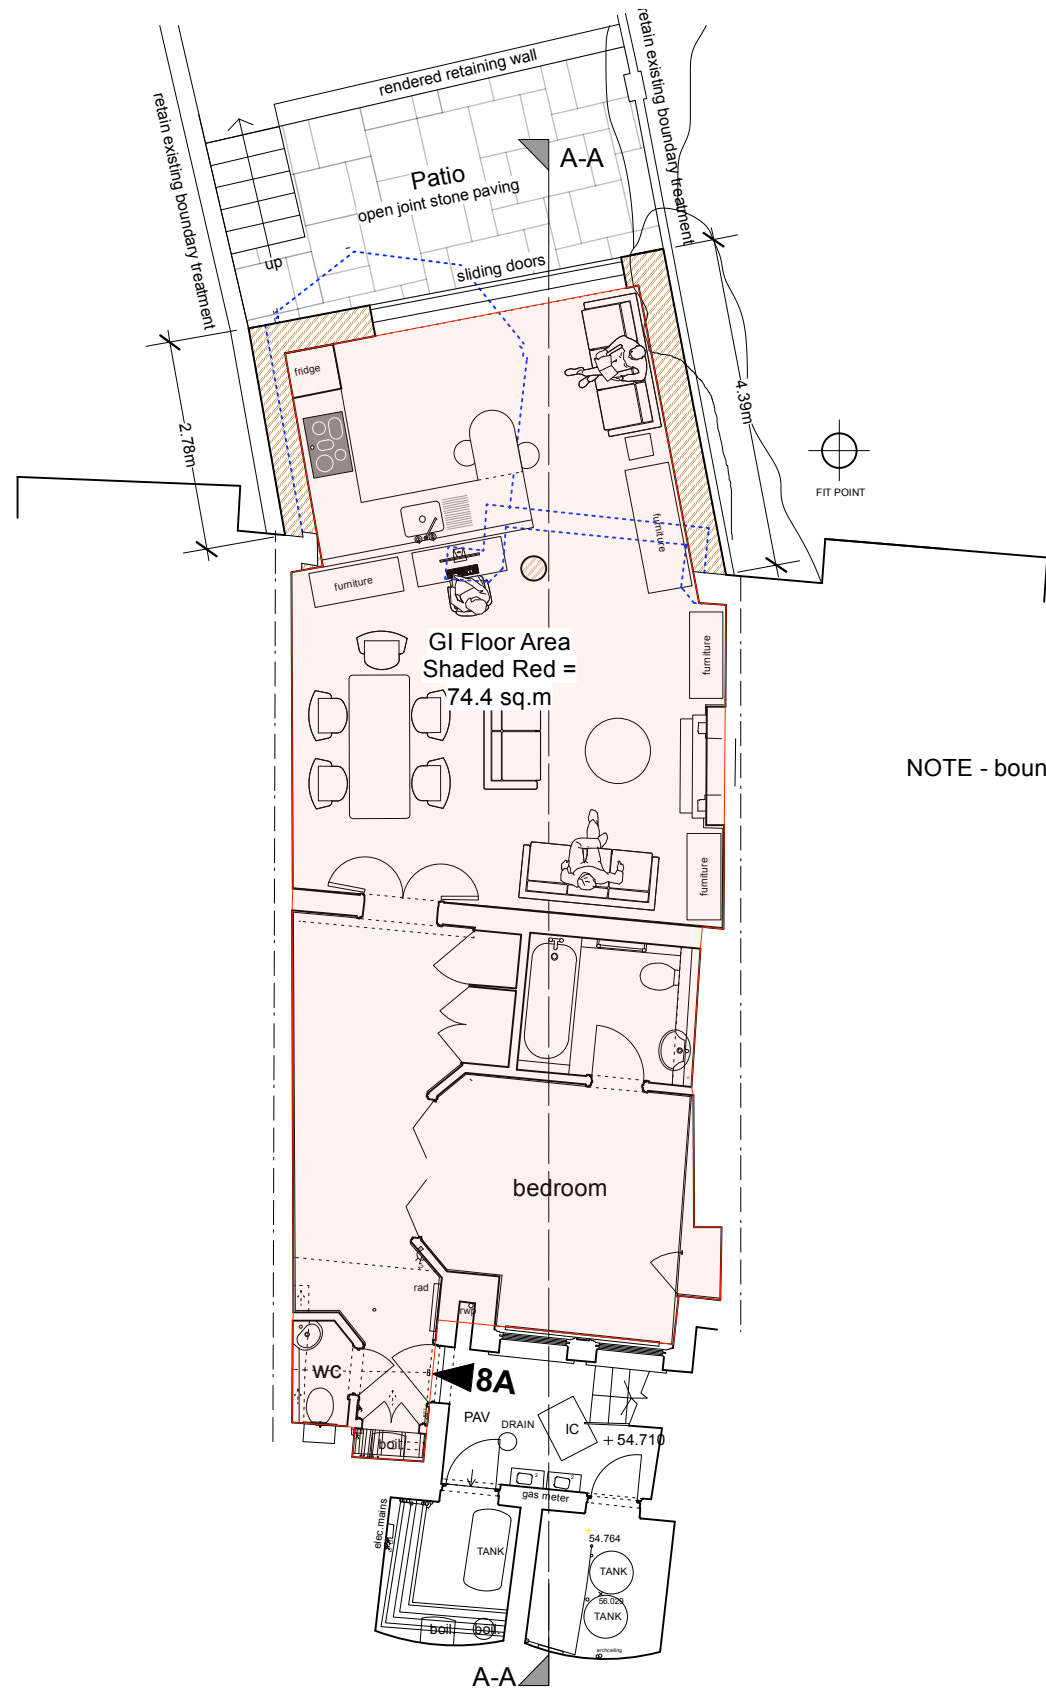 rendered retaining wall
retain existing boundary treatment
retain existing boundary treatment
A-A
Patio
open joint stone paving
up
sliding doors
fridge
2.78m
4.39m
FIT POINT
furniture
furniture
GI Floor Area
Shaded Red =
74.4 sq.m
furniture
NOTE - boun
furniture
bedroom
rad
rwp
WC
8A
PAV
DRAIN
IC
+54.710
boil.
gas meter
elec.mains
54.764
TANK
TANK
56.029
TANK
boil.
boil.
archceiling
A-A